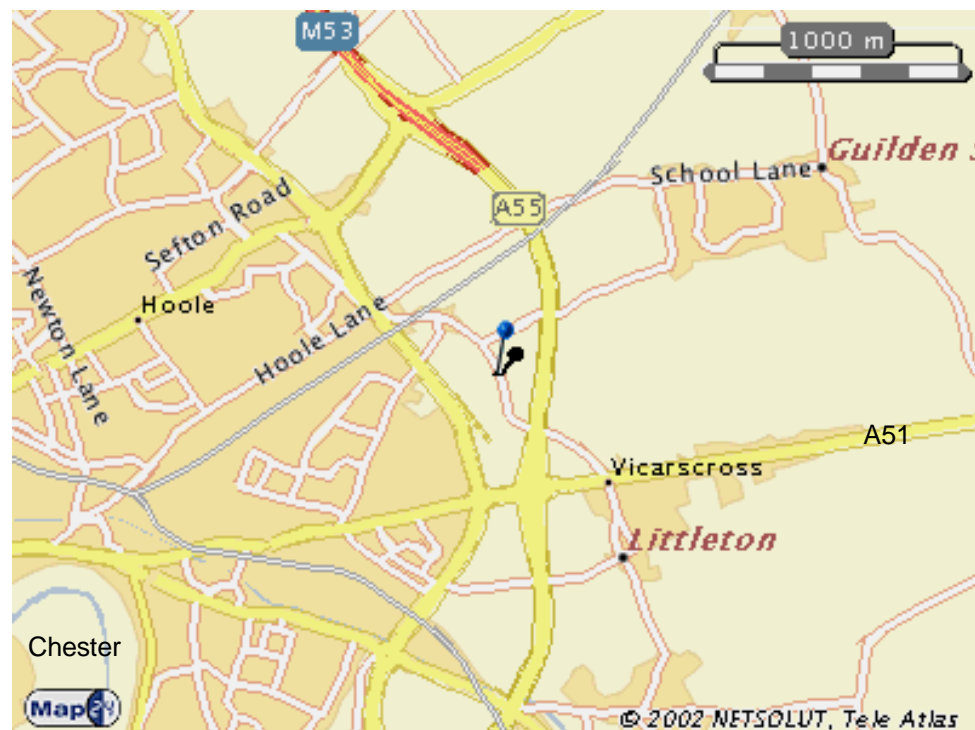 M53
1000 m
Guilden S
School Lane
A55
Sefton Road
Newton Lane
Hoole
Hoole Lane
A51
Vicarscross
Littleton
Chester
Map24
© 2002 NETSOLUT, Tele Atlas